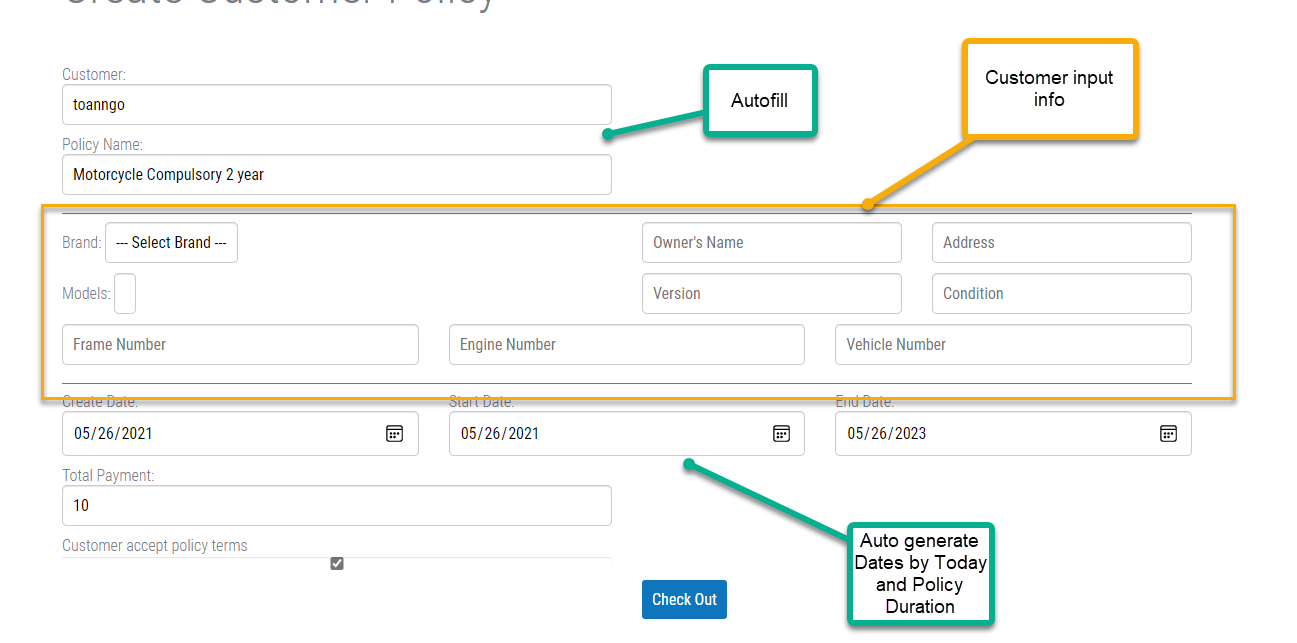 Create Customer Policy
Customer:
toanngo
Autofill
Customer input
info
Policy Name:
Motorcycle Compulsory 2 year
Brand: --- Select Brand --- Owner's Name Address
Models: Version Condition
Frame Number Engine Number Vehicle Number
Create Date: Start Date: End Date:
05/26/2021 05/26/2021 05/26/2023
Total Payment:
10
Customer accept policy terms
Check Out
Auto generate
Dates by Today
and Policy
Duration